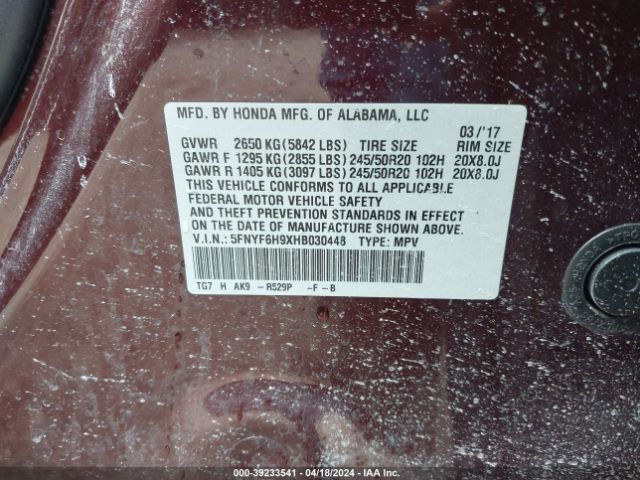 MFD. BY HONDA MFG. OF ALABAMA, LLC
03/'17
GVWR 2650 KG(5842 LBS) TIRE SIZE RIM SIZE
GAWR F 1295 KG(2855 LBS)245/50R20 102H 20X8.0J
GAWR R 1405 KG(3097 LBS)245/50R20 102H 20X8.0J
THIS VEHICLE CONFORMS TO ALL APPLICABLE
FEDERAL MOTOR VEHICLE SAFETY
AND THEFT PREVENTION STANDARDS IN EFFECT
ON THE DATE OF MANUFACTURE SHOWN ABOVE.
V.I.N.: 5FNYF6H9XHB030448 TYPE: MPV
TG7 H AK9 -R529P -F-B
000-39233541 - 04/18/2024 - IAA Inc.